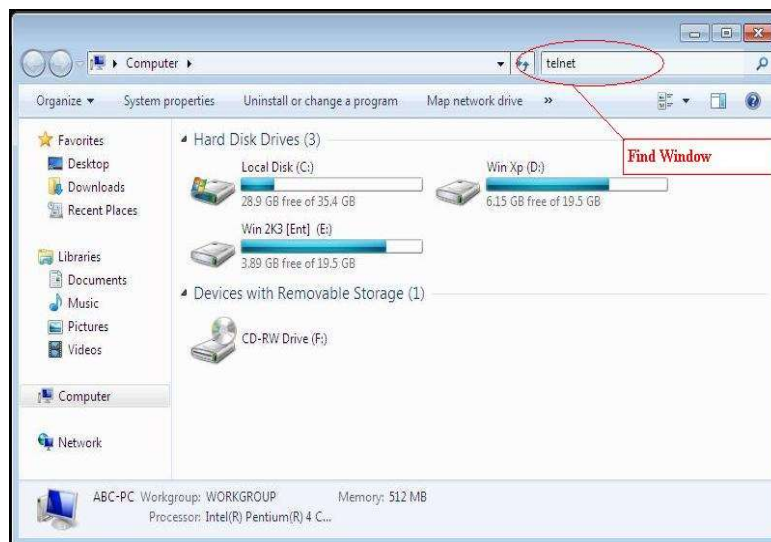 Computer
telnet
Organize
System properties
Uninstall or change a program
Map network drive
»
Find Window
Favorites
Desktop
Downloads
Recent Places
Libraries
Documents
Music
Pictures
Videos
Computer
Network
Hard Disk Drives (3)
Local Disk (C:)
28.9 GB free of 35.4 GB
Win Xp (D:)
6.15 GB free of 19.5 GB
Win 2K3 [Ent] (E:)
3.89 GB free of 19.5 GB
Devices with Removable Storage (1)
CD-RW Drive (F:)
ABC-PC Workgroup: WORKGROUP Memory: 512 MB
Processor: Intel(R) Pentium(R) 4 C...